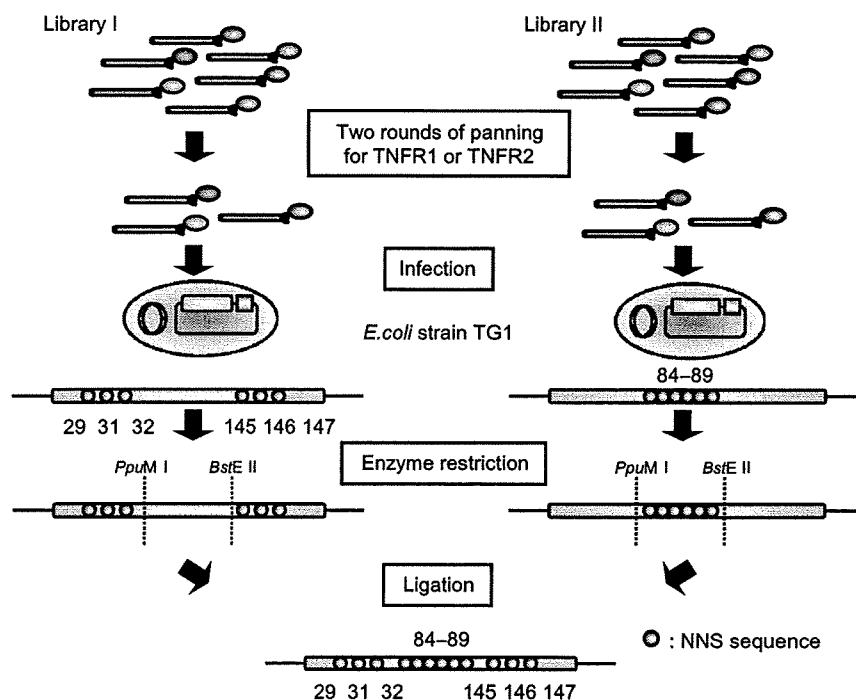 Library I
Library II
Two rounds of panning
for TNFR1 or TNFR2
Infection
E.coli strain TG1
84–89
29 31 32 145 146 147
Enzyme restriction
PpuM I BstE II
PpuM I BstE II
Ligation
84–89
: NNS sequence
29 31 32 145 146 147